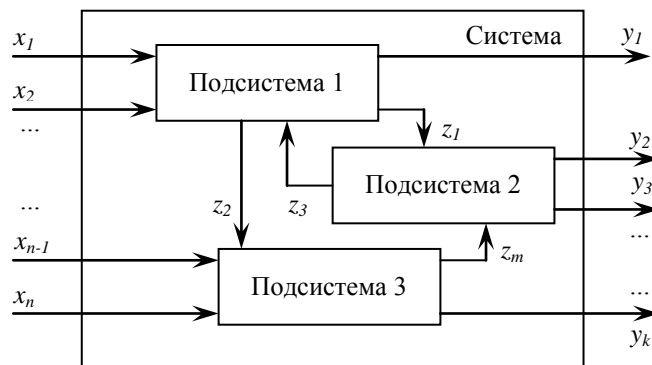 x1
Система
y1
Подсистема 1
x2
...
z1
y2
Подсистема 2
y3
...
z2
z3
...
xn-1
zm
Подсистема 3
...
xn
yk